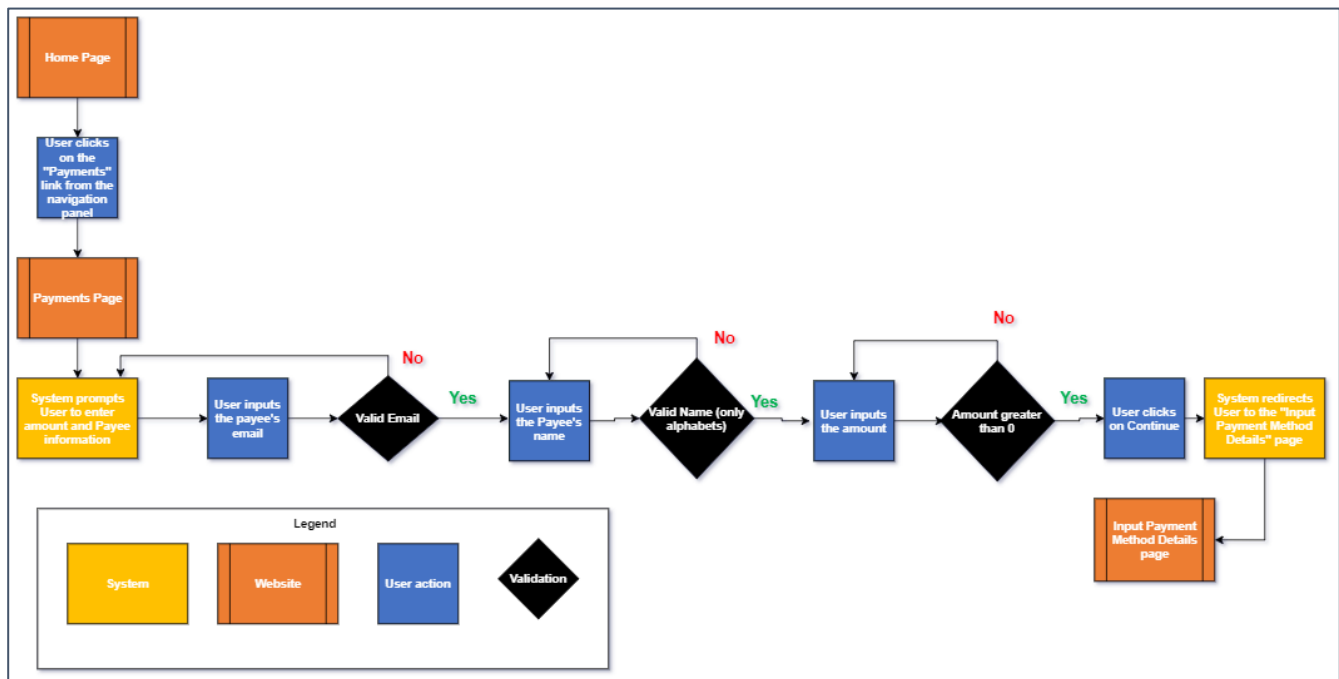 Home Page
User clicks
on the
"Payments"
link from the
navigation
panel
Payments Page
No
No
No
System prompts
User to enter
amount and Payee
information
User inputs
the payee's
email
Valid Email
Yes
User inputs
the Payee's
name
Valid Name (only
alphabets)
Yes
User inputs
the amount
Amount greater
than 0
Yes
User clicks
on Continue
System redirects
User to the "Input
Payment Method
Details" page
Input Payment
Method Details
page
Legend
System
Website
User action
Validation